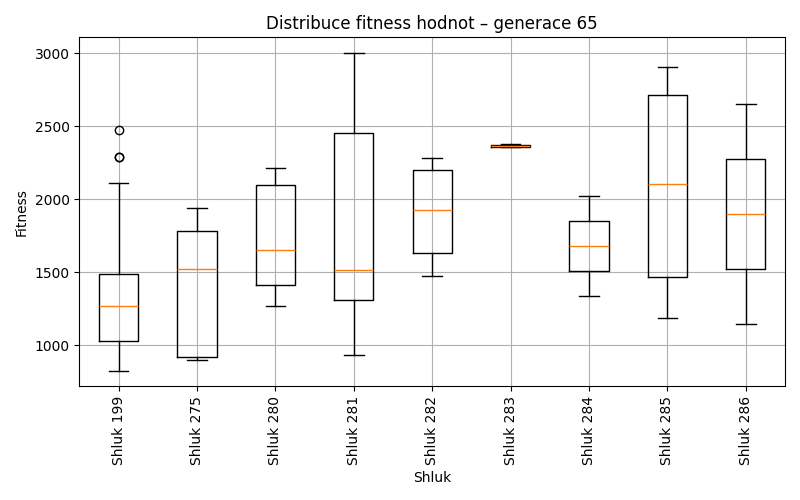 Distribuce fitness hodnot – generace 65
Fitness
3000
2500
2000
1500
1000
Shluk 199
Shluk 275
Shluk 280
Shluk 281
Shluk 282
Shluk 283
Shluk 284
Shluk 285
Shluk 286
Shluk